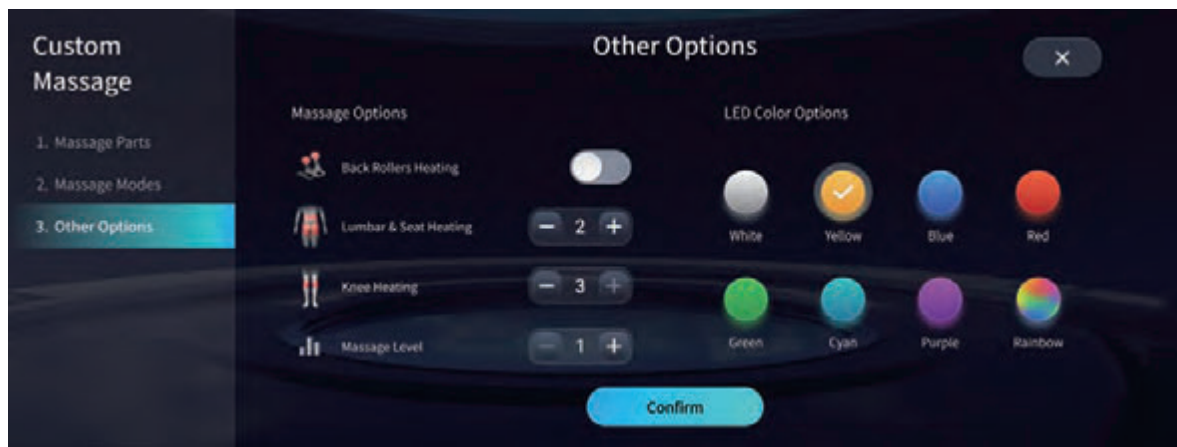 Custom
Massage
1. Massage Parts
2. Massage Modes
3. Other Options
Other Options
Massage Options
Back Rollers Heating
Lumbar & Seat Heating
2
Knee Heating
3
Massage Level
1
LED Color Options
White
Yellow
Blue
Red
Green
Cyan
Purple
Rainbow
Confirm